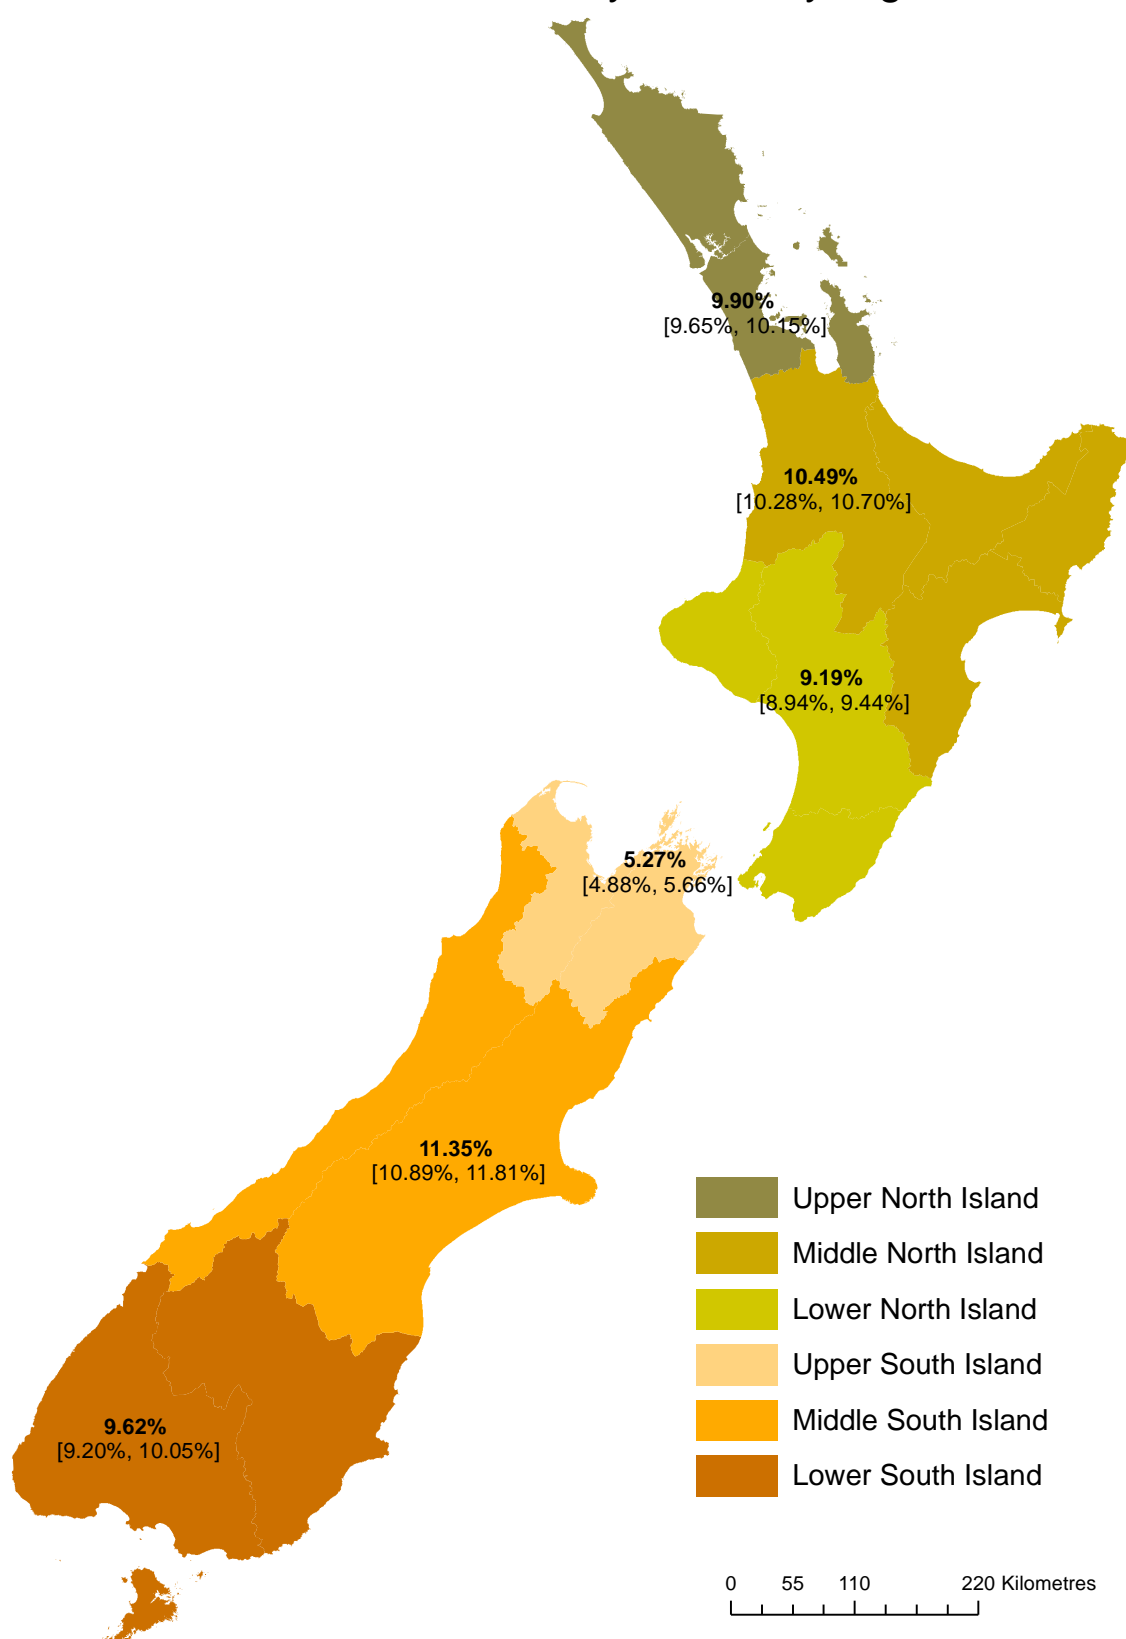 9.90%
[9.65%, 10.15%]
10.49%
[10.28%, 10.70%]
9.19%
[8.94%, 9.44%]
5.27%
[4.88%, 5.66%]
11.35%
[10.89%, 11.81%]
9.62%
[9.20%, 10.05%]
Upper North Island
Middle North Island
Lower North Island
Upper South Island
Middle South Island
Lower South Island
0 55 110 220 Kilometres